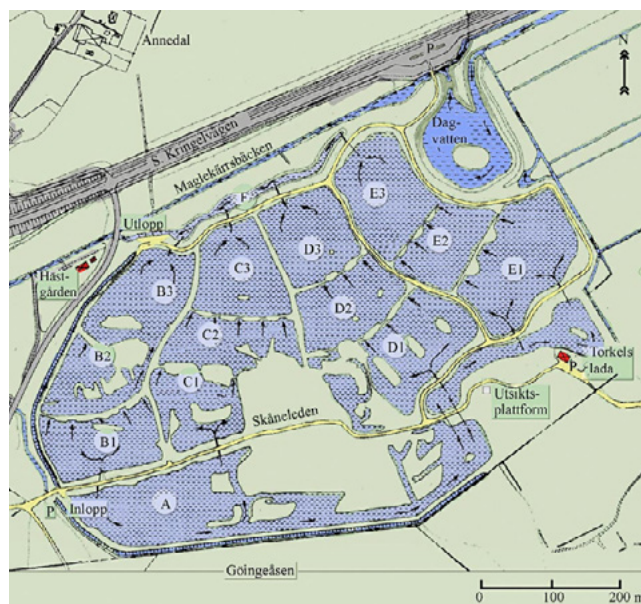 Annedal
P
N
S. Kringelvägen
Dag-
vatten
Maglekärrsbäcken
F
E3
Utlopp
E2
D3
C3
E1
Häst-
gården
B3
D2
C2
D1
A
B2
Torkels
P lada
C1
Utsikts-
plattform
Skåneleden
B1
A
P
Inlopp
Göingeåsen
0 100 200 m